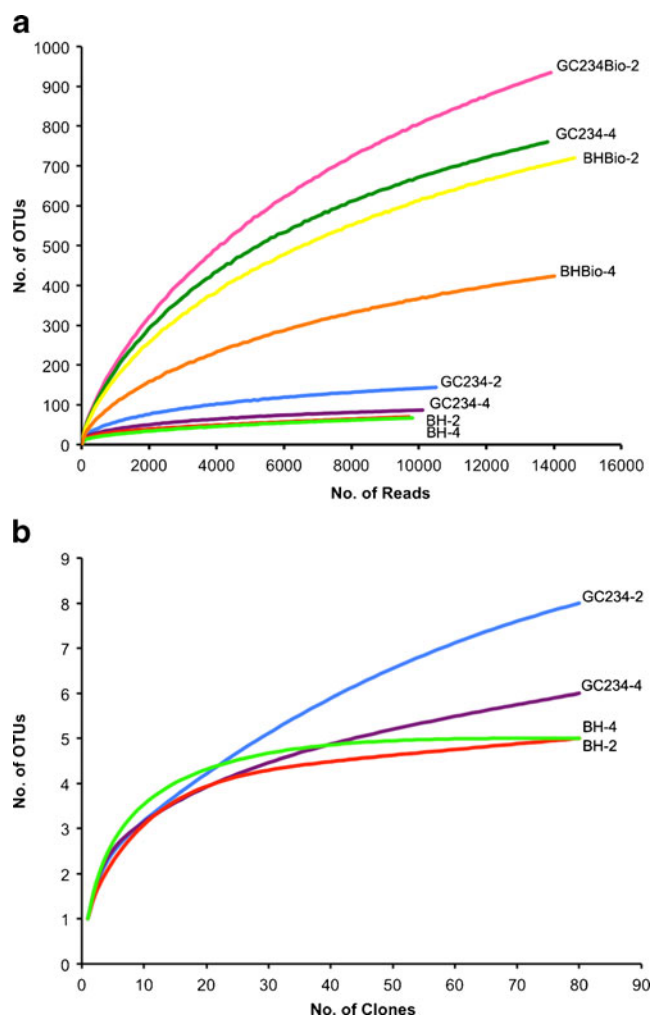 a
1000
900
800
700
600
500
400
300
200
100
0
No. of OTUs
GC234Bio-2
GC234-4
BHBio-2
BHBio-4
GC234-2
GC234-4
BH-2
BH-4
0 2000 4000 6000 8000 10000 12000 14000 16000
No. of Reads
b
9
8
7
6
5
4
3
2
1
0
No. of OTUs
GC234-2
GC234-4
BH-4
BH-2
0 10 20 30 40 50 60 70 80 90
No. of Clones